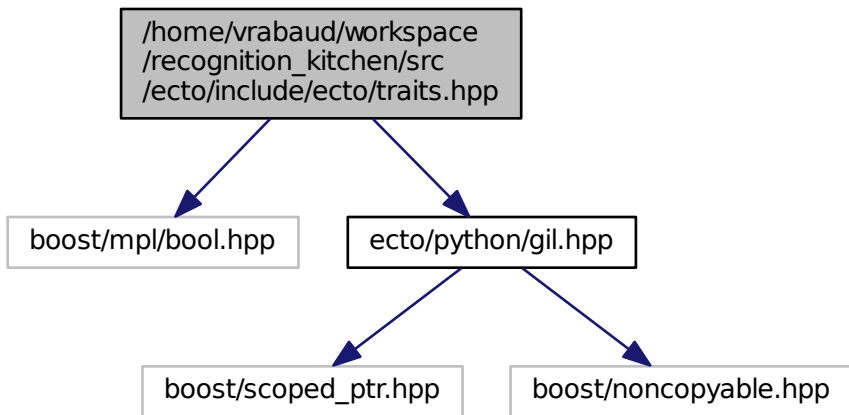 /home/vrabaud/workspace
/recognition_kitchen/src
/ecto/include/ecto/traits.hpp
boost/mpl/bool.hpp
ecto/python/gil.hpp
boost/scoped_ptr.hpp
boost/noncopyable.hpp